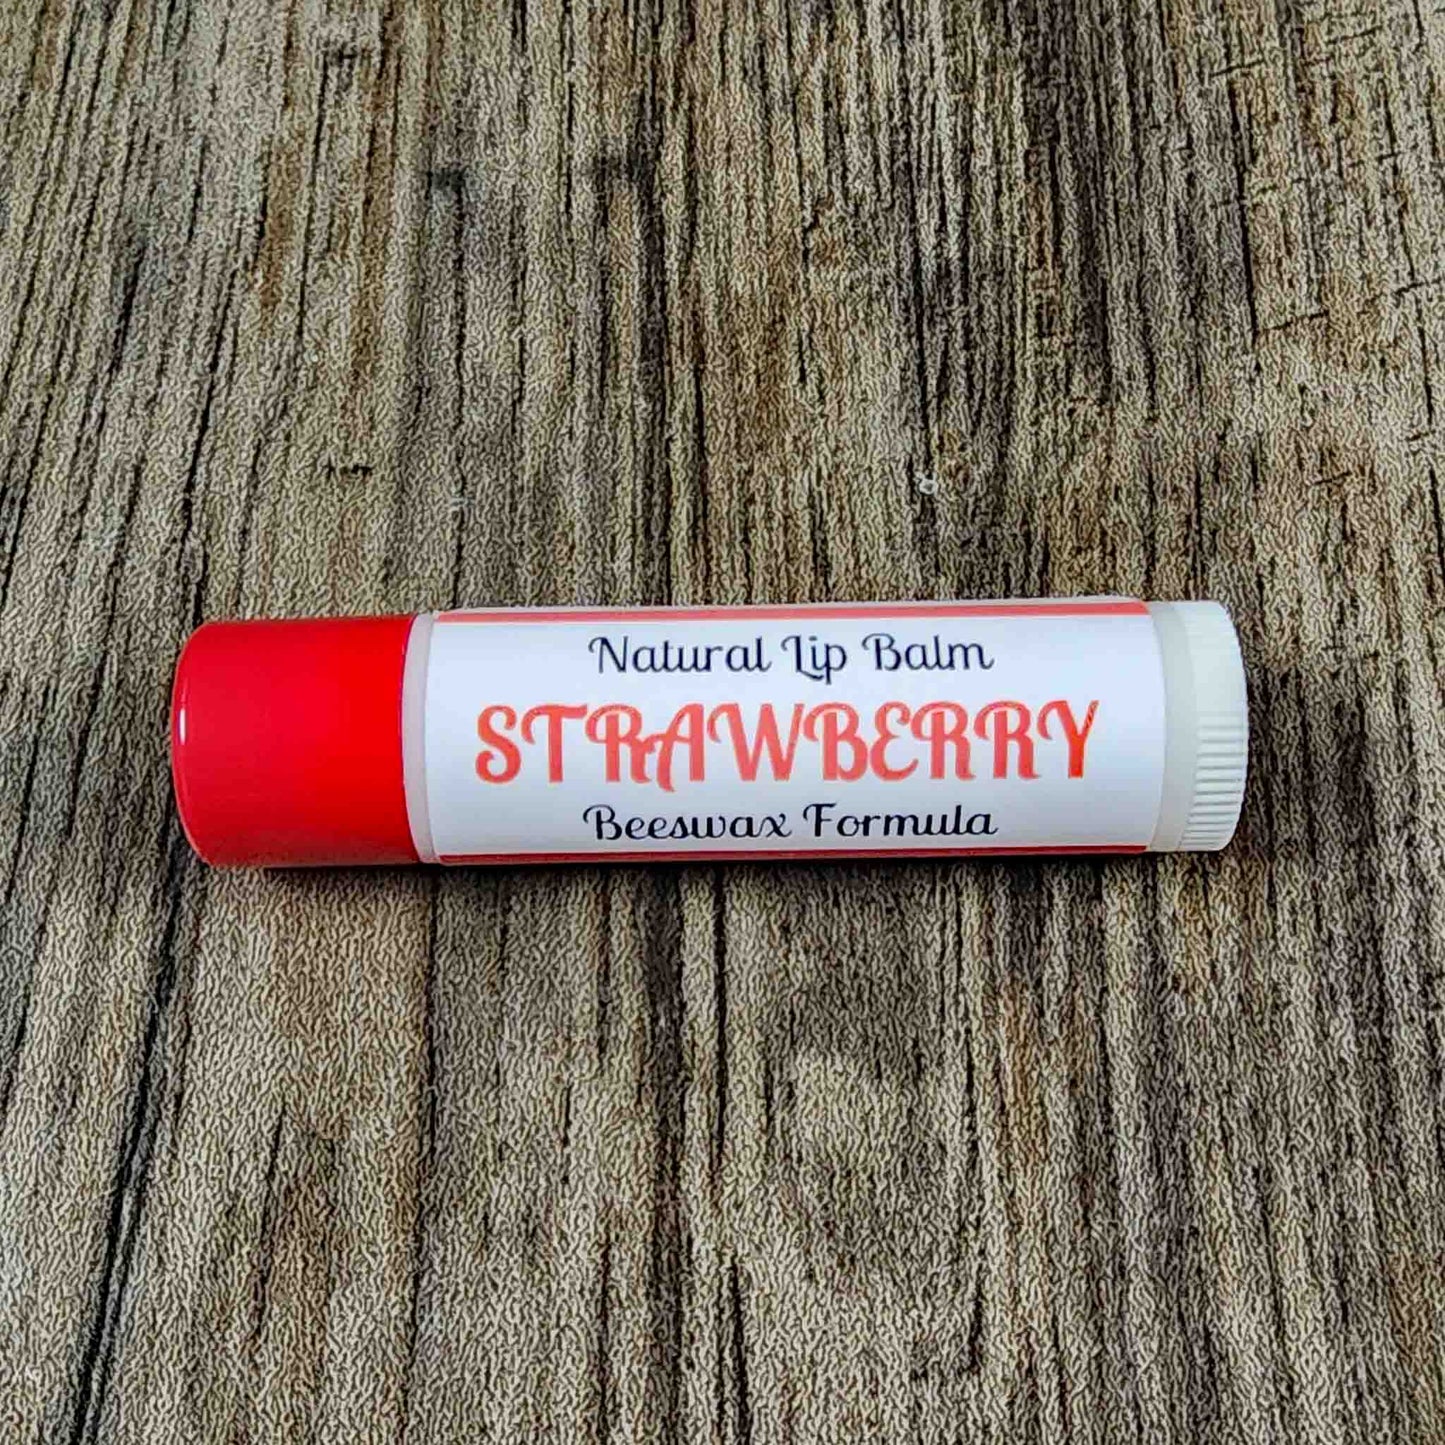 Natural Lip Balm
STRAWBERRY
Beeswax Formula